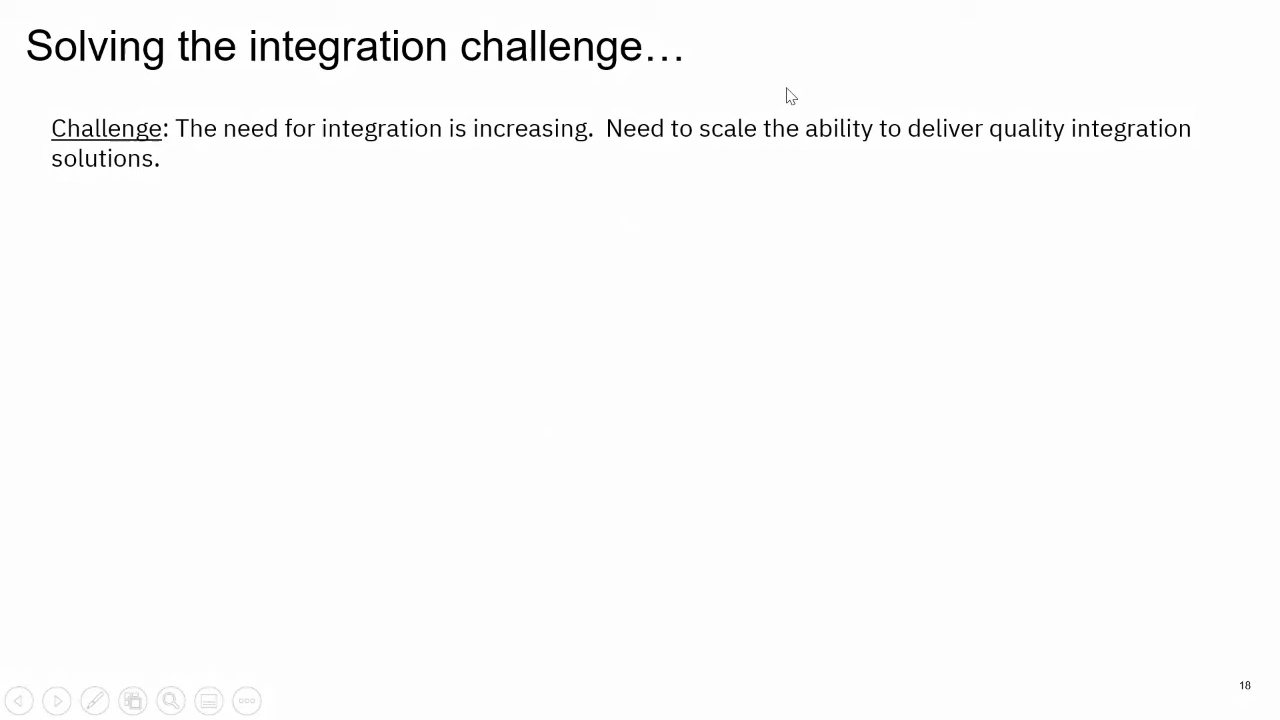 Solving the integration challenge…
Challenge: The need for integration is increasing.  Need to scale the ability to deliver quality integration
solutions.
18